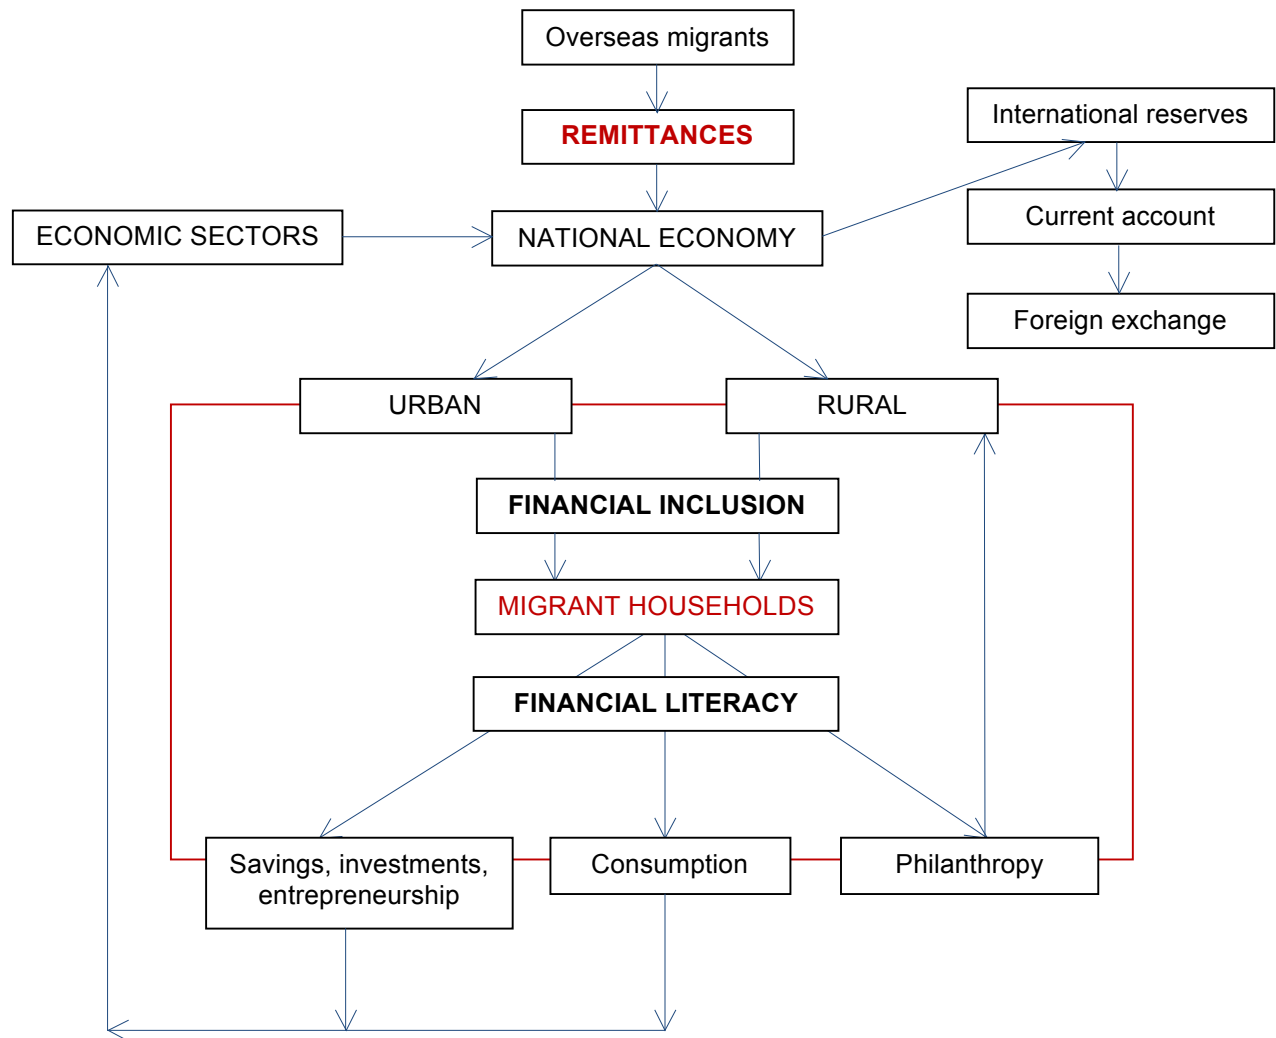 Overseas migrants
REMITTANCES
International reserves
Current account
ECONOMIC SECTORS
NATIONAL ECONOMY
Foreign exchange
URBAN
RURAL
FINANCIAL INCLUSION
MIGRANT HOUSEHOLDS
FINANCIAL LITERACY
Savings, investments,
entrepreneurship
Consumption
Philanthropy